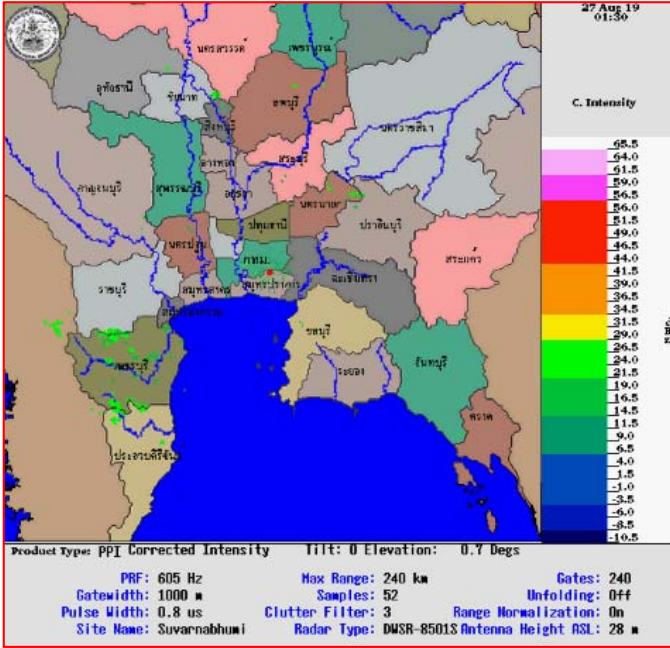 27 Aug 19
01:30
C. Intensity
นครสวรรค์
เพชรบูรณ์
อุทัยธานี
ชัยนาท
ลพบุรี
นครราชสีมา
สิงห์บุรี
อ่างทอง
สระบุรี
กาญจนบุรี
สุพรรณบุรี
อยุธยา
นครนายก
ปราจีนบุรี
ปทุมธานี
นครปฐม
กทม.
สระแก้ว
ฉะเชิงเทรา
ราชบุรี
สมุทรสาคร
สมุทรปราการ
ชลบุรี
เพชรบุรี
ระยอง
จันทบุรี
ตราด
ประจวบคีรีขันธ์
65.5
64.0
61.5
59.0
56.5
56.0
51.5
49.0
46.5
44.0
41.5
39.0
36.5
34.0
31.5
29.0
26.5
24.0
21.5
19.0
16.5
14.5
11.5
9.0
6.5
4.0
1.5
-1.0
-3.5
-6.0
-8.5
-10.5
Product Type: PPI Corrected Intensity Tilt: 0 Elevation: 0.7 Degs
PRF: 605 Hz Max Range: 240 km Gates: 240
Gatewidth: 1000 m Samples: 52 Unfolding: Off
Pulse Width: 0.8 us Clutter Filter: 3 Range Normalization: On
Site Name: Suvarnabhumi Radar Type: DWSR-8501S Antenna Height ASL: 28 m